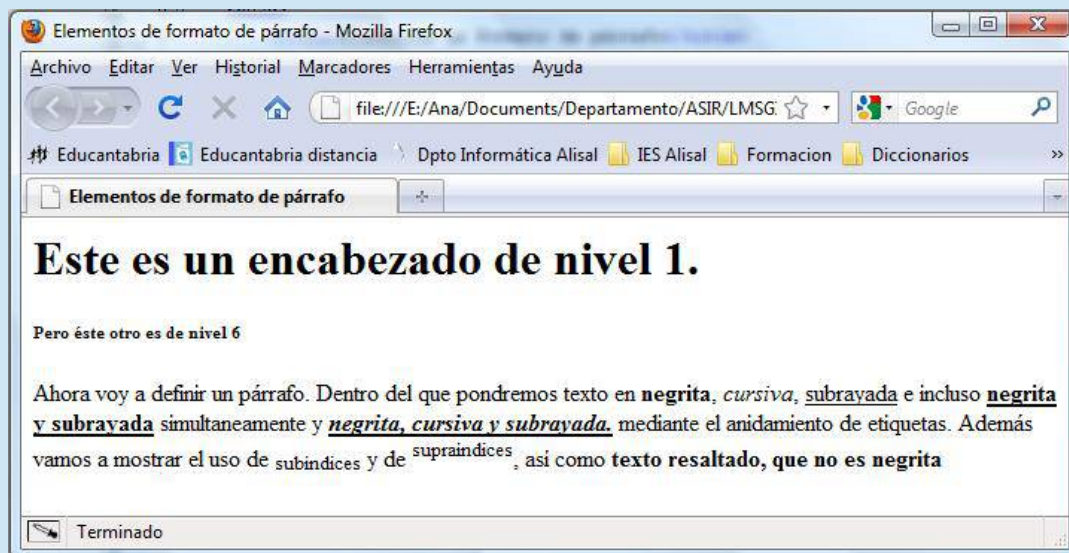 Elementos de formato de párrafo - Mozilla Firefox
Archivo Editar Ver Historial Marcadores Herramientas Ayuda
file:///E:/Ana/Documents/Departamento/ASIR/LMSG Google
Educantabria Educantabria distancia Dpto Informática Alisal IES Alisal Formacion Diccionarios »
Elementos de formato de párrafo
Este es un encabezado de nivel 1.
Pero éste otro es de nivel 6
Ahora voy a definir un párrafo. Dentro del que pondremos texto en negrita, cursiva, subrayada e incluso negrita
y subrayada simultaneamente y negrita, cursiva y subrayada. mediante el anidamiento de etiquetas. Además
vamos a mostrar el uso de subindices y de supraindices, así como texto resaltado, que no es negrita
Terminado